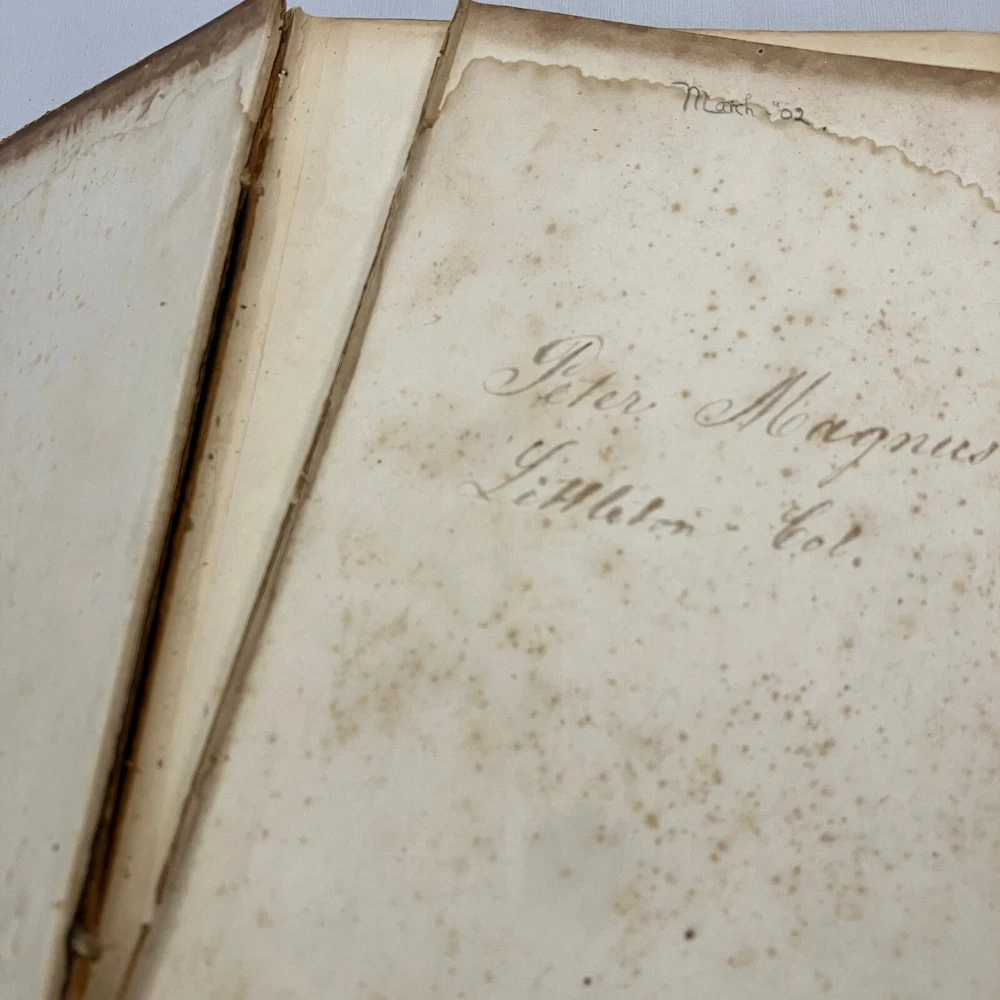 March '02.
Peter Magnus
Littleton - Col.